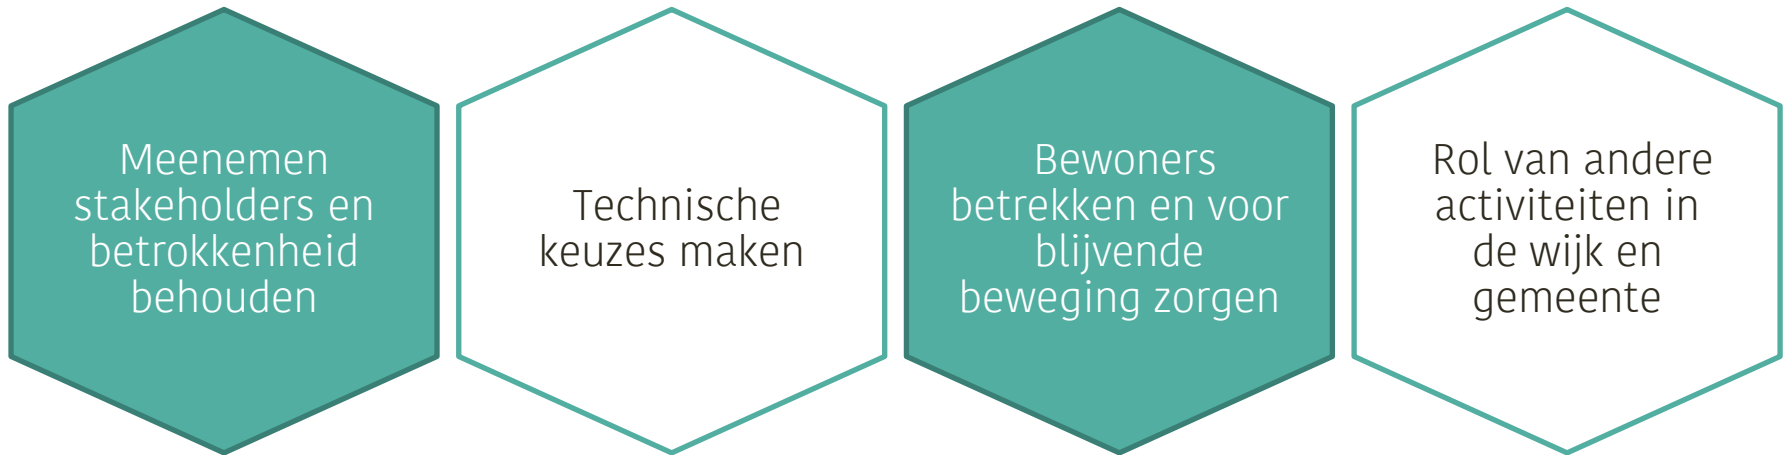 Meenemen
stakeholders en
betrokkenheid
behouden
Technische
keuzes maken
Bewoners
betrekken en voor
blijvende
beweging zorgen
Rol van andere
activiteiten in
de wijk en
gemeente